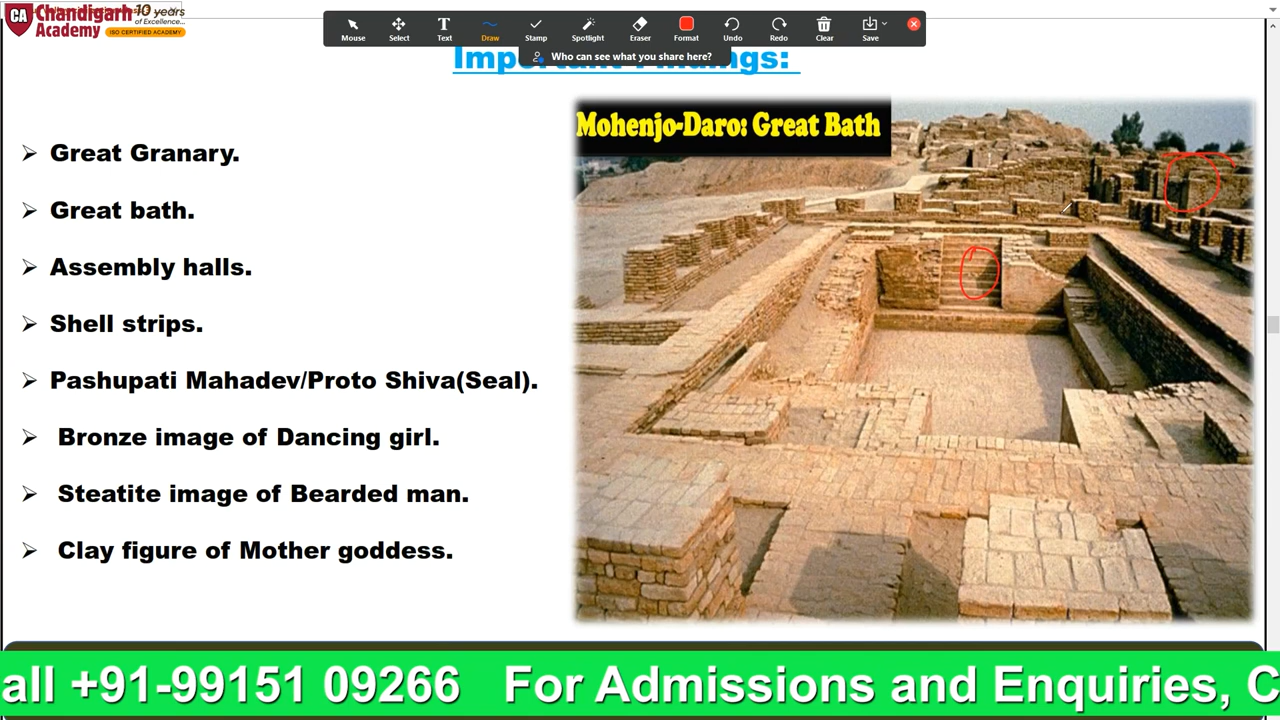 CA Chandigarh Academy
10 years of Excellence...
ISO CERTIFIED ACADEMY
Mouse Select Text Draw Stamp Spotlight Eraser Format Undo Redo Clear Save
Who can see what you share here?
Important Findings:
Mohenjo-Daro: Great Bath
Great Granary.
Great bath.
Assembly halls.
Shell strips.
Pashupati Mahadev/Proto Shiva(Seal).
Bronze image of Dancing girl.
Steatite image of Bearded man.
Clay figure of Mother goddess.
all +91-99151 09266 For Admissions and Enquiries, C